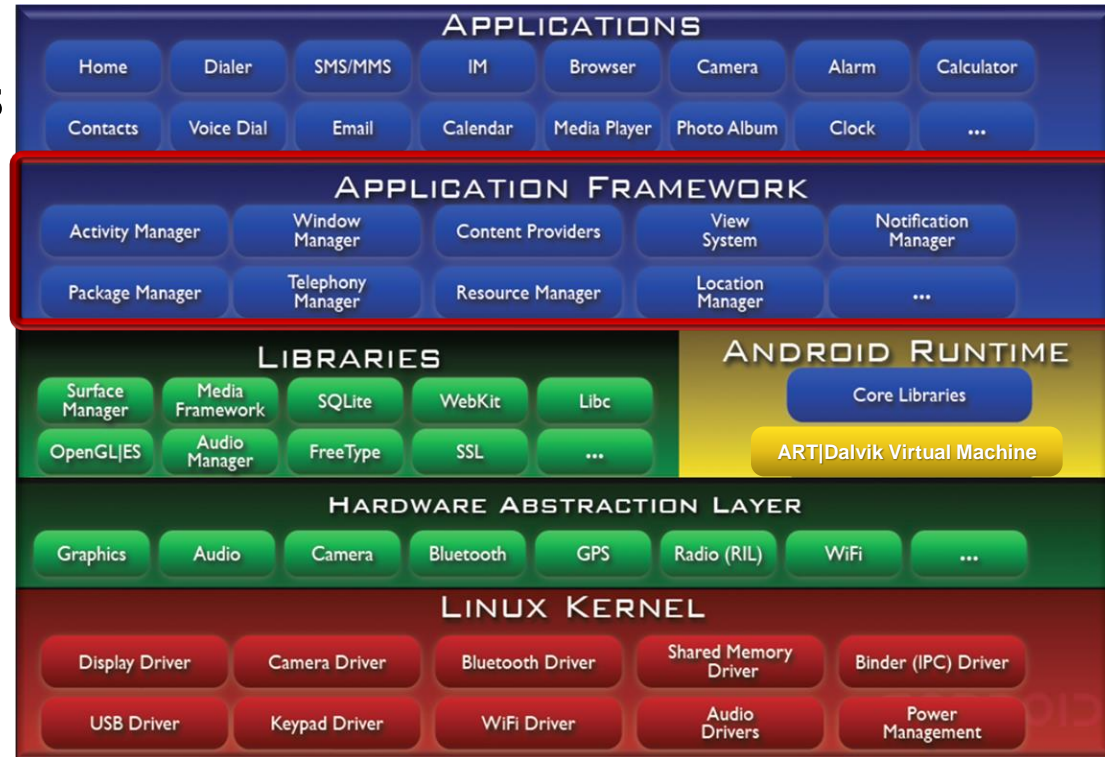 s
APPLICATIONS
Home Dialer SMS/MMS IM Browser Camera Alarm Calculator
Contacts Voice Dial Email Calendar Media Player Photo Album Clock ...
APPLICATION FRAMEWORK
Activity Manager Window Manager Content Providers View System Notification Manager
Package Manager Telephony Manager Resource Manager Location Manager ...
LIBRARIES
Surface Manager Media Framework SQLite WebKit Libc
OpenGL|ES Audio Manager FreeType SSL ...
ANDROID RUNTIME
Core Libraries
ART|Dalvik Virtual Machine
HARDWARE ABSTRACTION LAYER
Graphics Audio Camera Bluetooth GPS Radio (RIL) WiFi ...
LINUX KERNEL
Display Driver Camera Driver Bluetooth Driver Shared Memory Driver Binder (IPC) Driver
USB Driver Keypad Driver WiFi Driver Audio Drivers Power Management